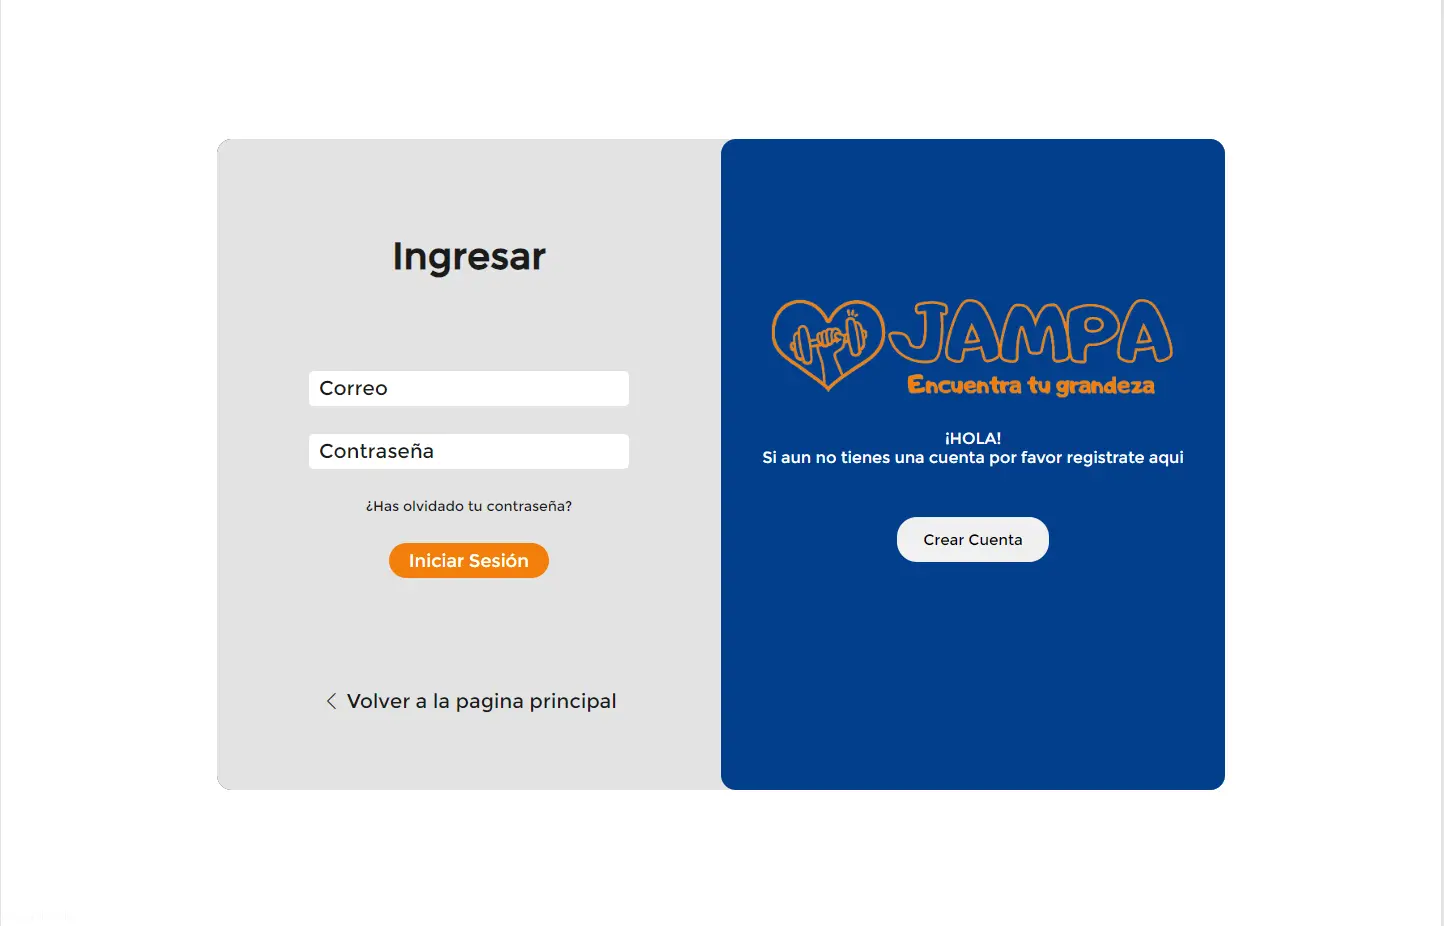 Ingresar
Correo
Contraseña
¿Has olvidado tu contraseña?
Iniciar Sesión
Volver a la pagina principal
JAMPA
Encuentra tu grandeza
¡HOLA!
Si aun no tienes una cuenta por favor registrate aqui
Crear Cuenta